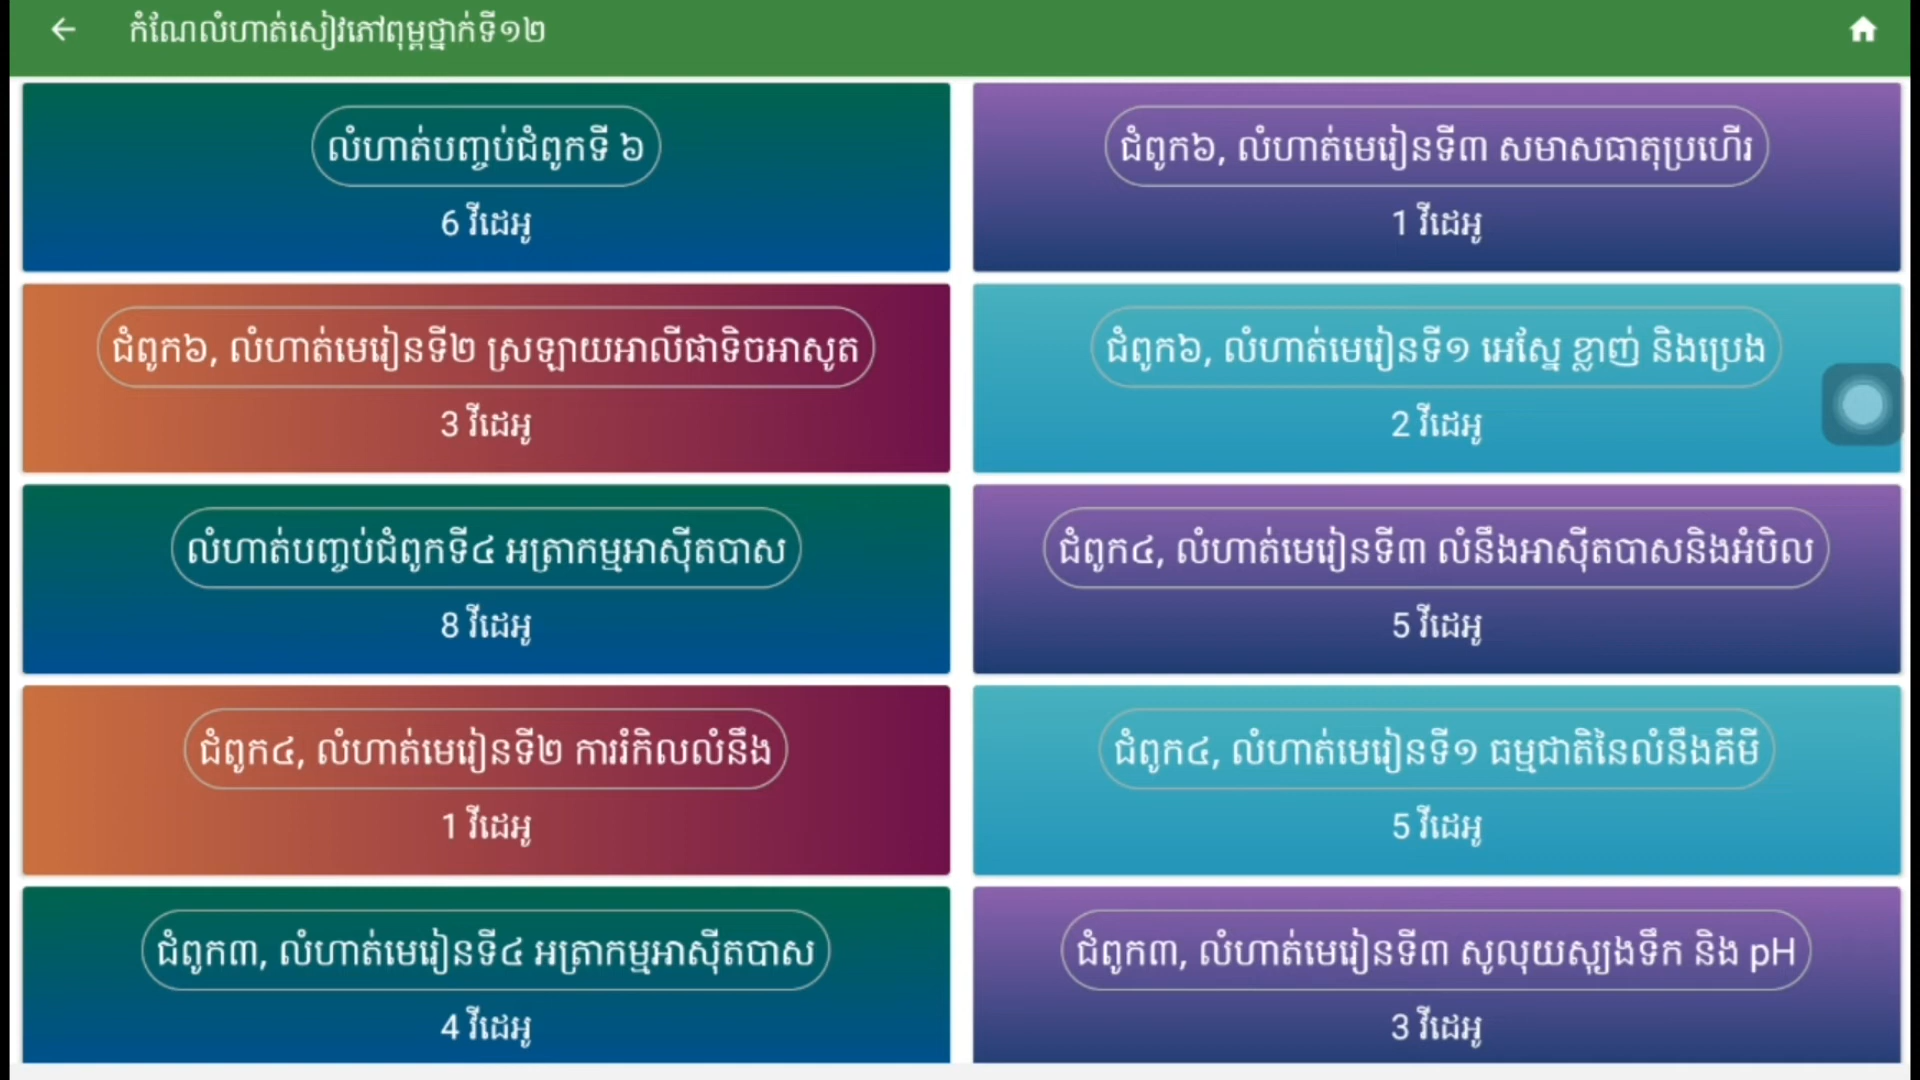 កំណែលំហាត់សៀវភៅពុម្ពថ្នាក់ទី១២
លំហាត់បញ្ចប់ជំពូកទី ៦
6 វីដេអូ
ជំពូក៦, លំហាត់មេរៀនទី៣ សមាសធាតុប្រហើរ
1 វីដេអូ
ជំពូក៦, លំហាត់មេរៀនទី២ ស្រឡាយអាលីផាទិចអាសូត
3 វីដេអូ
ជំពូក៦, លំហាត់មេរៀនទី១ អេស្ទែ ខ្លាញ់ និងប្រេង
2 វីដេអូ
លំហាត់បញ្ចប់ជំពូកទី៤ អត្រាកម្មអាស៊ីតបាស
8 វីដេអូ
ជំពូក៤, លំហាត់មេរៀនទី៣ លំនឹងអាស៊ីតបាសនិងអំបិល
5 វីដេអូ
ជំពូក៤, លំហាត់មេរៀនទី២ ការរំកិលលំនឹង
1 វីដេអូ
ជំពូក៤, លំហាត់មេរៀនទី១ ធម្មជាតិនៃលំនឹងគីមី
5 វីដេអូ
ជំពូក៣, លំហាត់មេរៀនទី៤ អត្រាកម្មអាស៊ីតបាស
4 វីដេអូ
ជំពូក៣, លំហាត់មេរៀនទី៣ សូលុយស្យុងទឹក និង pH
3 វីដេអូ